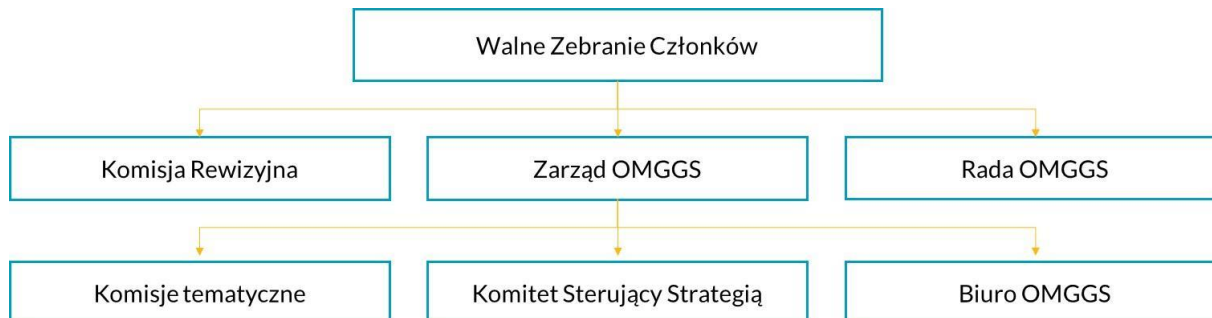 Walne Zebranie Członków
Komisja Rewizyjna
Zarząd OMGGS
Rada OMGGS
Komisje tematyczne
Komitet Sterujący Strategią
Biuro OMGGS